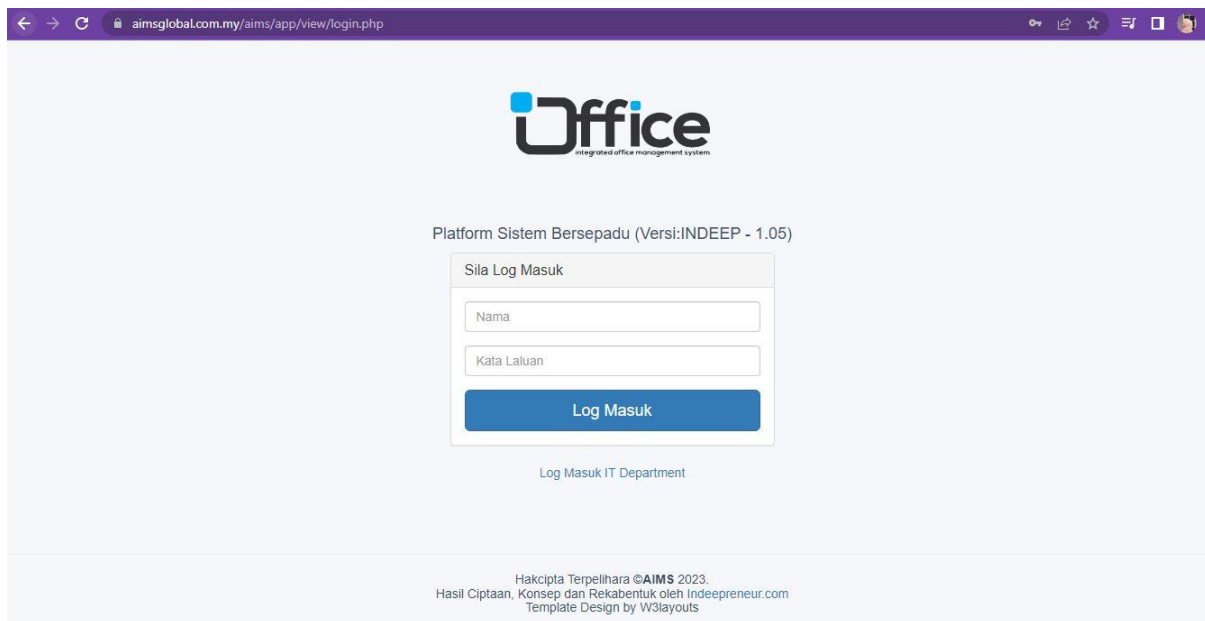 aimsglobal.com.my/aims/app/view/login.php
iOffice
integrated office management system
Platform Sistem Bersepadu (Versi:INDEEP - 1.05)
Sila Log Masuk
Nama
Kata Laluan
Log Masuk
Log Masuk IT Department
Hakcipta Terpelihara ©AIMS 2023.
Hasil Ciptaan, Konsep dan Rekabentuk oleh Indeepreneur.com
Template Design by W3layouts